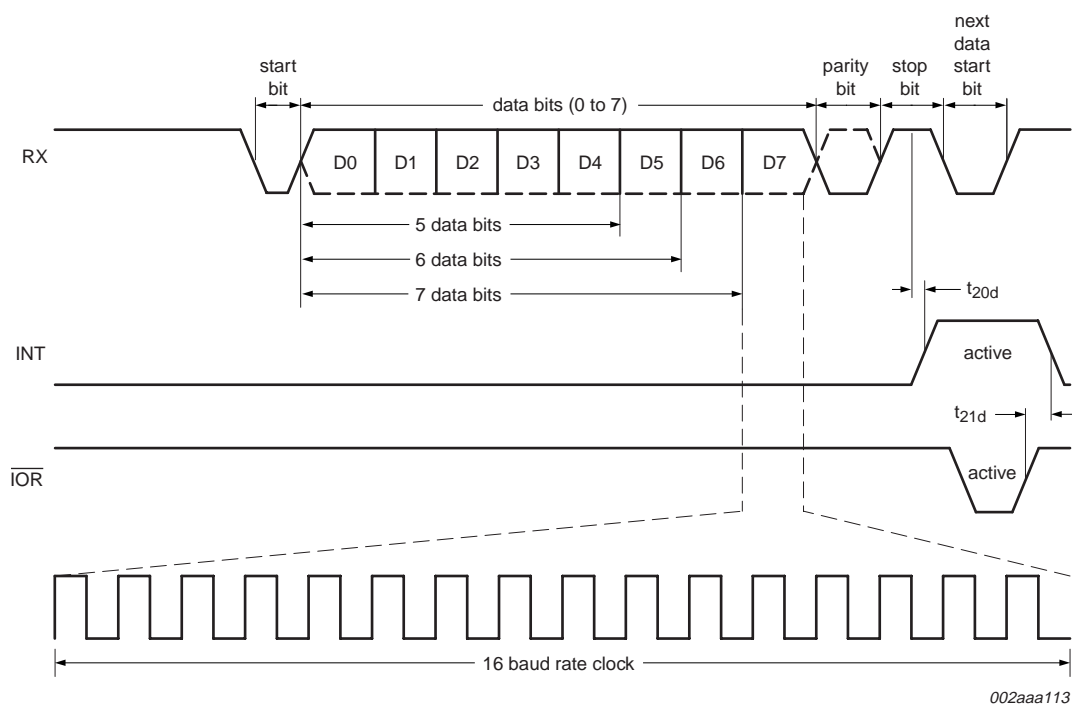 next
data
start
bit
start
bit
parity
bit
stop
bit
data bits (0 to 7)
RX
D0 D1 D2 D3 D4 D5 D6 D7
5 data bits
6 data bits
7 data bits
t20d
INT
active
t21d
IOR
active
16 baud rate clock
002aaa113